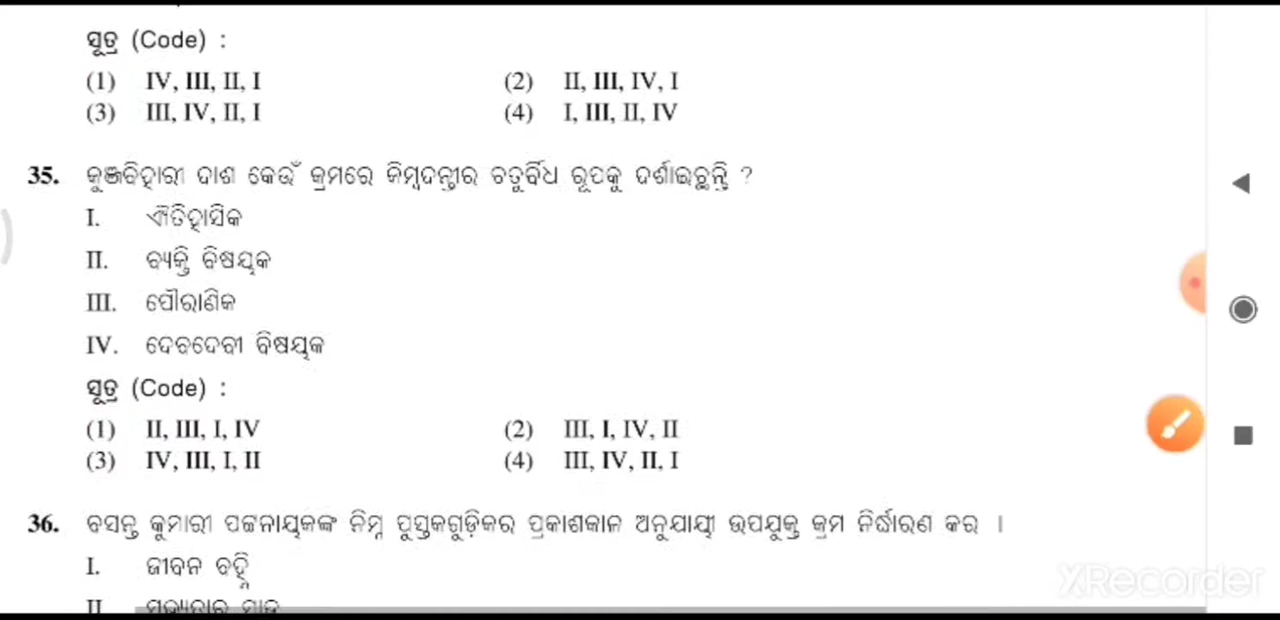 ସୂତ୍ର (Code) :
(1) IV, III, II, I (2) II, III, IV, I
(3) III, IV, II, I (4) I, III, II, IV
35. କୁଞ୍ଜବିହାରୀ ଦାଶ କେଉଁ କ୍ରମରେ କିମ୍ବଦନ୍ତୀର ଚତୁର୍ବିଧ ରୂପକୁ ଦର୍ଶାଇଛନ୍ତି ?
I. ଐତିହାସିକ
II. ବ୍ୟକ୍ତି ବିଷୟକ
III. ପୌରାଣିକ
IV. ଦେବଦେବୀ ବିଷୟକ
ସୂତ୍ର (Code) :
(1) II, III, I, IV (2) III, I, IV, II
(3) IV, III, I, II (4) III, IV, II, I
36. ବସନ୍ତ କୁମାରୀ ପଟ୍ଟନାୟକଙ୍କ ନିମ୍ନ ପୁସ୍ତକଗୁଡ଼ିକର ପ୍ରକାଶକାଳ ଅନୁଯାୟୀ ଉପଯୁକ୍ତ କ୍ରମ ନିର୍ଦ୍ଧାରଣ କର ।
I. ଜୀବନ ବହ୍ନି
II
XRecorder